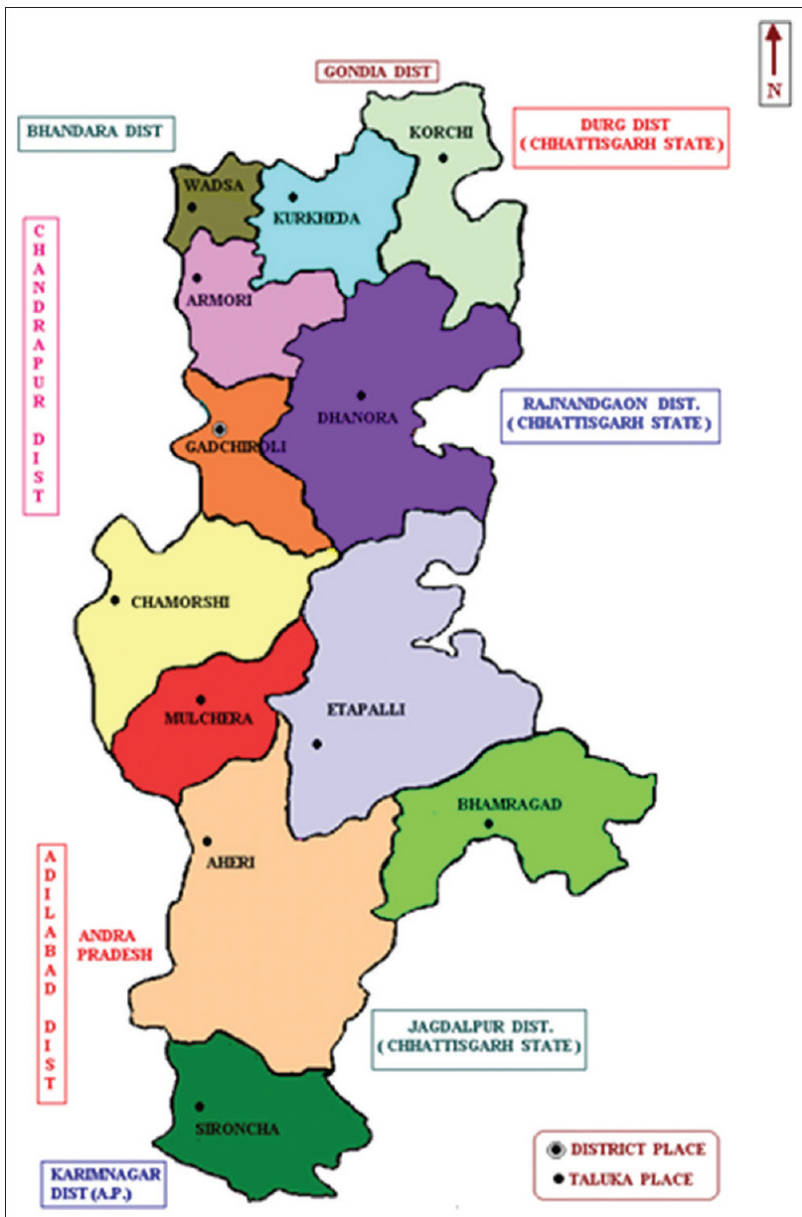 GONDIA DIST
N
BHANDARA DIST
KORCHI
DURG DIST
( CHHATTISGARH STATE)
WADSA
KURKHEDA
CHANDRAPUR DIST
ARMORI
DHANORA
RAJNANDGAON DIST.
(CHHATTISGARH STATE)
GADCHIROLI
CHAMORSHI
MULCHERA
ETAPALLI
BHAMRAGAD
AHERI
ADILABAD DIST
ANDRA
PRADESH
JAGDALPUR DIST.
( CHHATTISGARH STATE)
SIRONCHA
KARIMNAGAR
DIST (A.P.)
DISTRICT PLACE
TALUKA PLACE